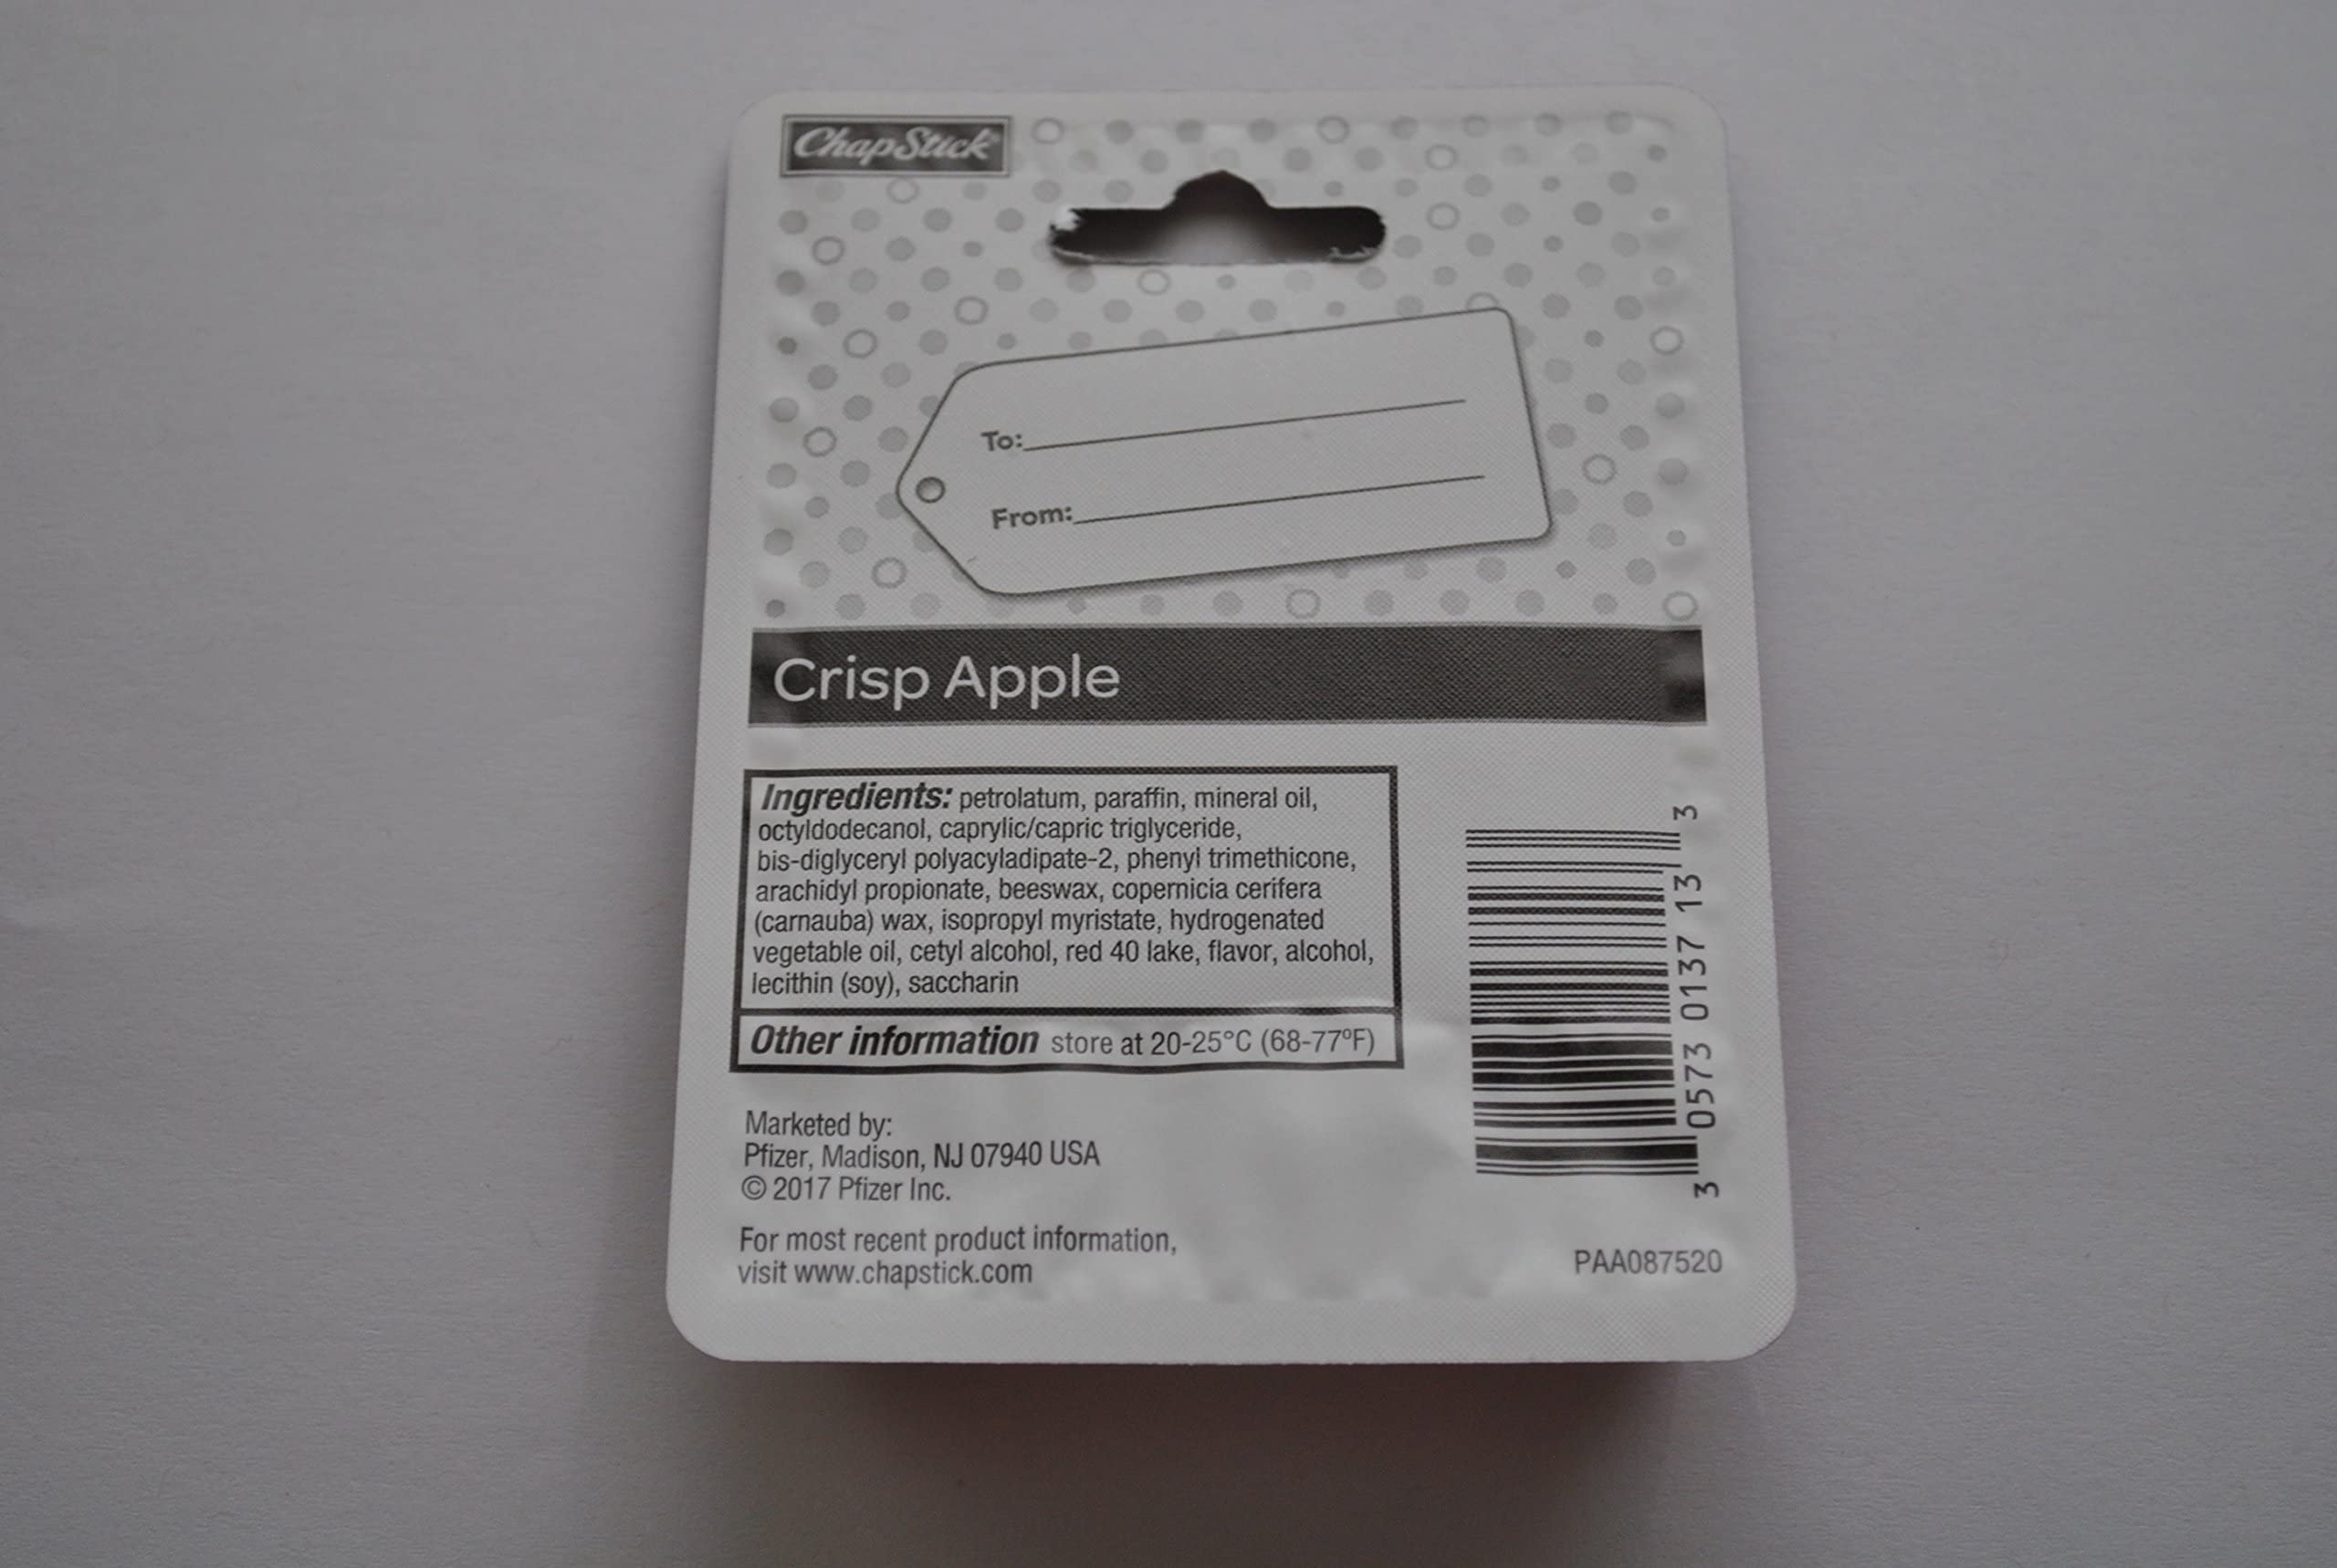 ChapStick
To:
From:
Crisp Apple
Ingredients: petrolatum, paraffin, mineral oil,
octyldodecanol, caprylic/capric triglyceride,
bis-diglyceryl polyacyladipate-2, phenyl trimethicone,
arachidyl propionate, beeswax, copernicia cerifera
(carnauba) wax, isopropyl myristate, hydrogenated
vegetable oil, cetyl alcohol, red 40 lake, flavor, alcohol,
lecithin (soy), saccharin
Other information store at 20-25°C (68-77ºF)
Marketed by:
Pfizer, Madison, NJ 07940 USA
© 2017 Pfizer Inc.
For most recent product information,
visit www.chapstick.com
3 0573 0137 13 3
PAA087520